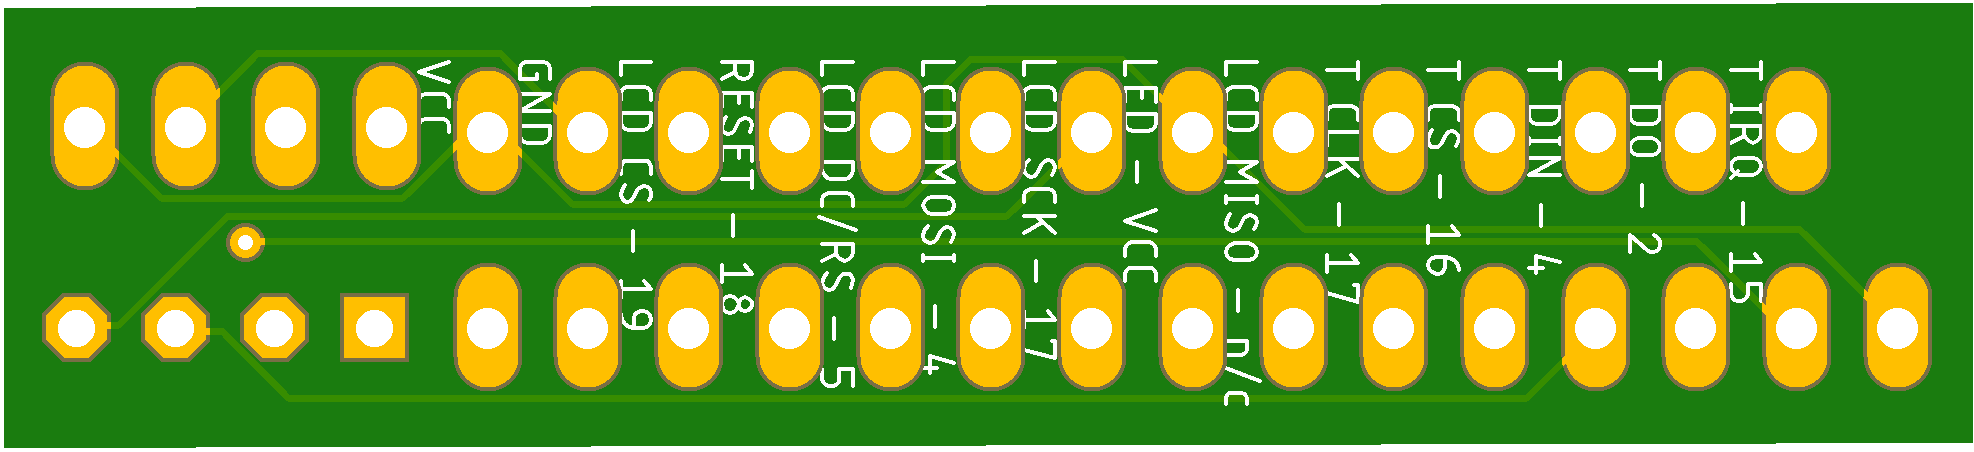 VCC
GND
LCD CS - 19
RESET - 18
LCD DC/RS - 5
LCD MOSI - 4
LCD SCK - 17
LED - VCC
LCD MISO - n/c
T CLK - 17
T CS - 16
T DIN - 4
T DO - 2
T IRQ - 15